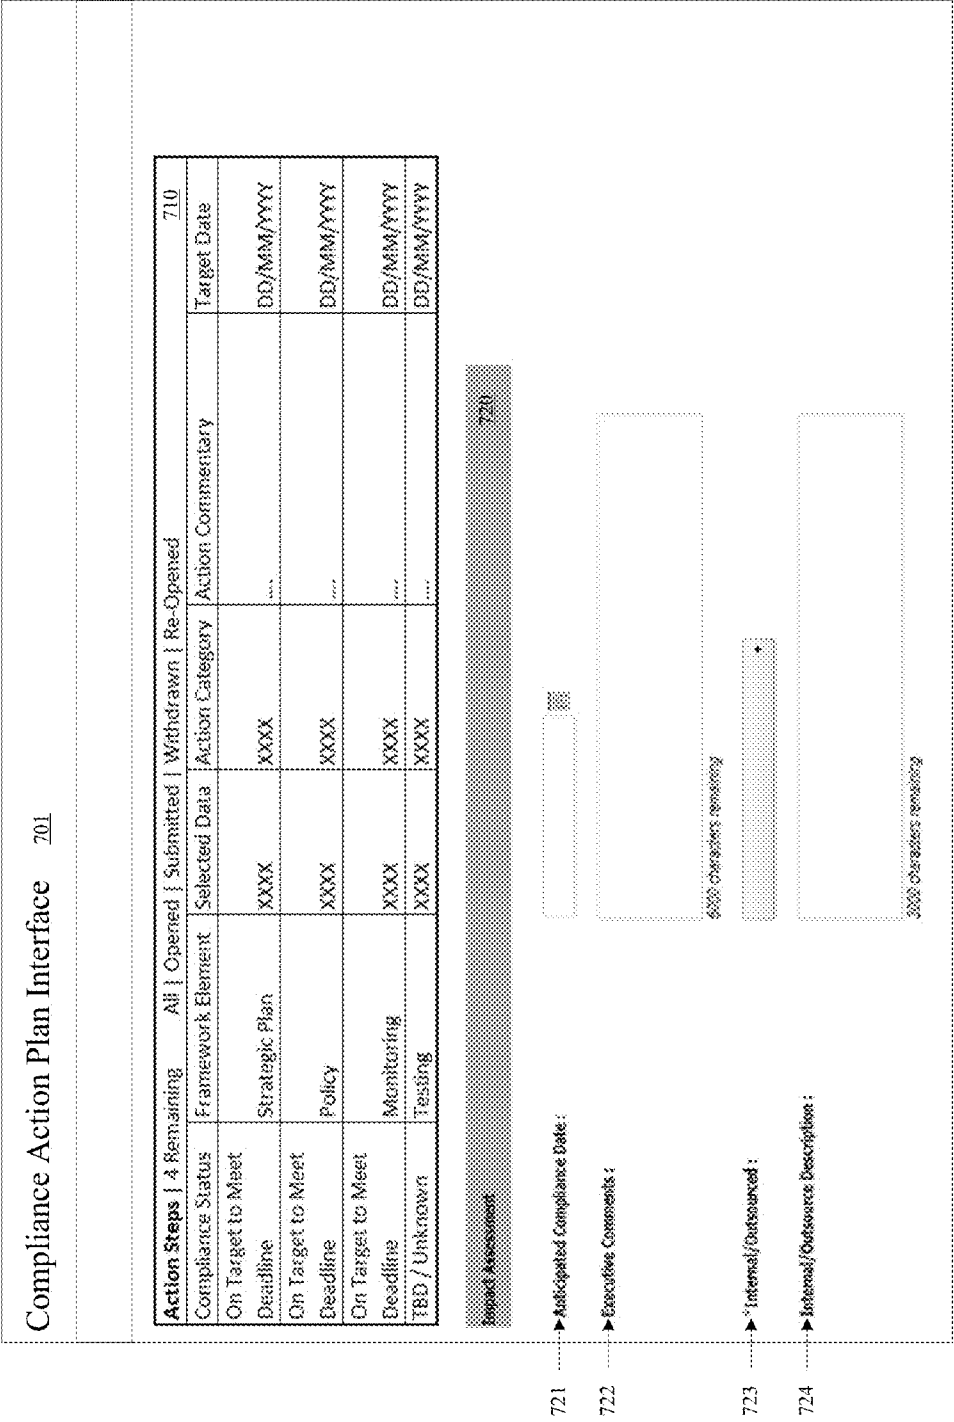 Compliance Action Plan Interface 701
Action Steps | 4 Remaining All | Opened | Submitted | Withdrawn | Re-Opened 710
Compliance Status Framework Element Selected Data Action Category Action Commentary Target Date
On Target to Meet
Deadline Strategic Plan XXXX XXXX .... DD/MM/YYYY
On Target to Meet
Deadline Policy XXXX XXXX .... DD/MM/YYYY
On Target to Meet
Deadline Monitoring XXXX XXXX .... DD/MM/YYYY
TBD / Unknown Testing XXXX XXXX .... DD/MM/YYYY
Impact Assessment 720
721 Anticipated Compliance Date :
722 Executive Comments :
6000 characters remaining
723 *Internal/Outsourced :
724 Internal/Outsource Description :
3000 characters remaining